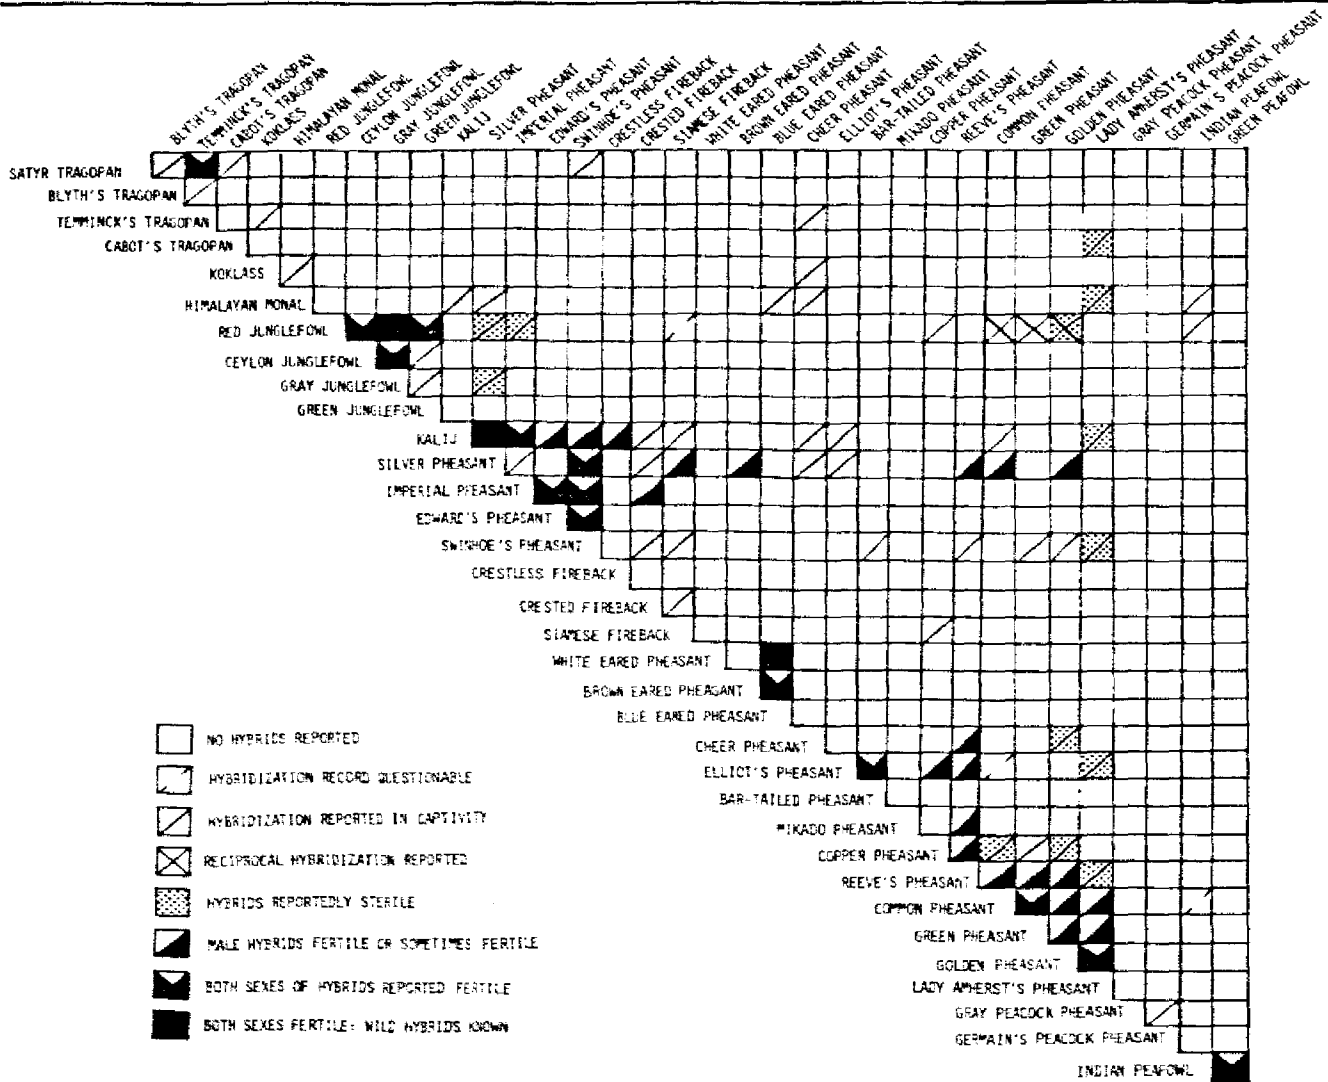 BLYTH'S TRAGOPAN
TEMMINCK'S TRAGOPAN
CABOT'S TRAGOPAN
KOKLASS
HIMALAYAN MONAL
RED JUNGLEFOWL
CEYLON JUNGLEFOWL
GRAY JUNGLEFOWL
GREEN JUNGLEFOWL
KALIJ
SILVER PHEASANT
IMPERIAL PHEASANT
EDWARD'S PHEASANT
SWINHOE'S PHEASANT
CRESTLESS FIREBACK
CRESTED FIREBACK
SIAMESE FIREBACK
WHITE EARED PHEASANT
BROWN EARED PHEASANT
BLUE EARED PHEASANT
CHEER PHEASANT
ELLIOT'S PHEASANT
BAR-TAILED PHEASANT
MIKADO PHEASANT
COPPER PHEASANT
REEVE'S PHEASANT
COMMON PHEASANT
GREEN PHEASANT
GOLDEN PHEASANT
LADY AMHERST'S PHEASANT
GRAY PEACOCK PHEASANT
GERMAIN'S PEACOCK PHEASANT
INDIAN PEAFOWL
GREEN PEAFOWL
SATYR TRAGOPAN
BLYTH'S TRAGOPAN
TEMMINCK'S TRAGOPAN
CABOT'S TRAGOPAN
KOKLASS
HIMALAYAN MONAL
RED JUNGLEFOWL
CEYLON JUNGLEFOWL
GRAY JUNGLEFOWL
GREEN JUNGLEFOWL
KALIJ
SILVER PHEASANT
IMPERIAL PHEASANT
EDWARD'S PHEASANT
SWINHOE'S PHEASANT
CRESTLESS FIREBACK
CRESTED FIREBACK
SIAMESE FIREBACK
WHITE EARED PHEASANT
BROWN EARED PHEASANT
BLUE EARED PHEASANT
CHEER PHEASANT
ELLIOT'S PHEASANT
BAR-TAILED PHEASANT
MIKADO PHEASANT
COPPER PHEASANT
REEVE'S PHEASANT
COMMON PHEASANT
GREEN PHEASANT
GOLDEN PHEASANT
LADY AMHERST'S PHEASANT
GRAY PEACOCK PHEASANT
GERMAIN'S PEACOCK PHEASANT
INDIAN PEAFOWL
NO HYBRIDS REPORTED
HYBRIDIZATION RECORD QUESTIONABLE
HYBRIDIZATION REPORTED IN CAPTIVITY
RECIPROCAL HYBRIDIZATION REPORTED
HYBRIDS REPORTEDLY STERILE
MALE HYBRIDS FERTILE OR SOMETIMES FERTILE
BOTH SEXES OF HYBRIDS REPORTED FERTILE
BOTH SEXES FERTILE: WILD HYBRIDS KNOWN